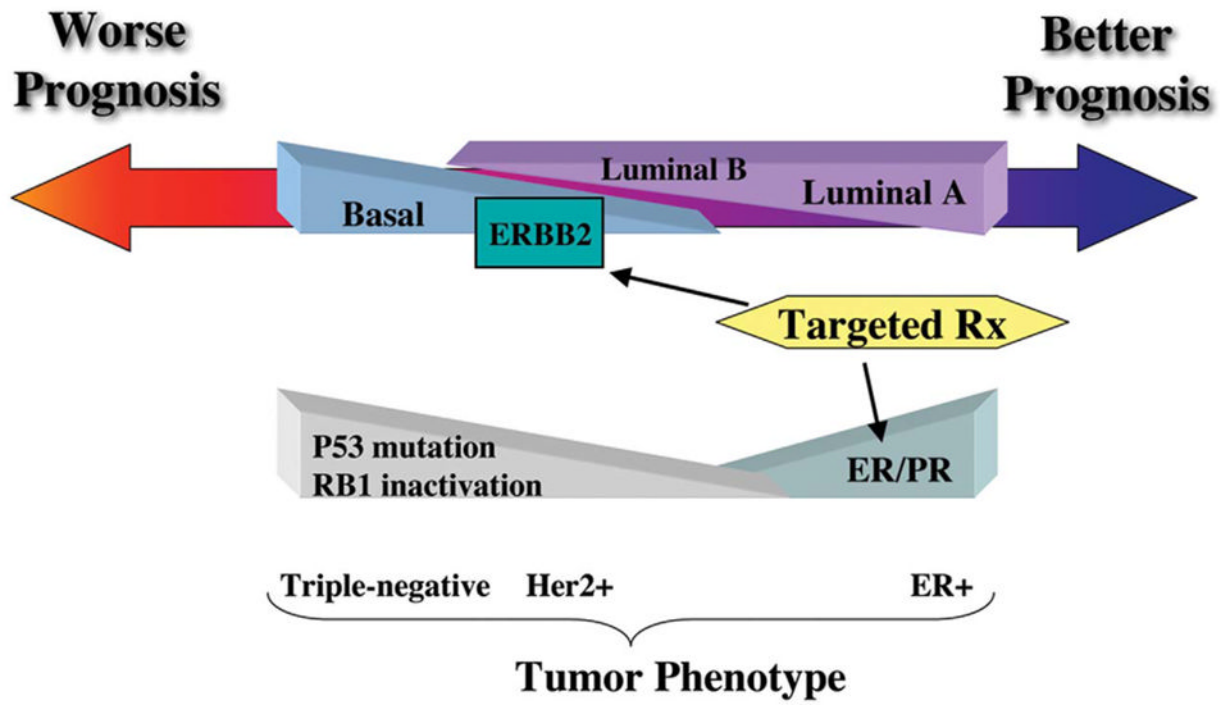 Worse
Prognosis
Better
Prognosis
Luminal B
Luminal A
Basal
ERBB2
Targeted Rx
P53 mutation
RB1 inactivation
ER/PR
Triple-negative
Her2+
ER+
Tumor Phenotype